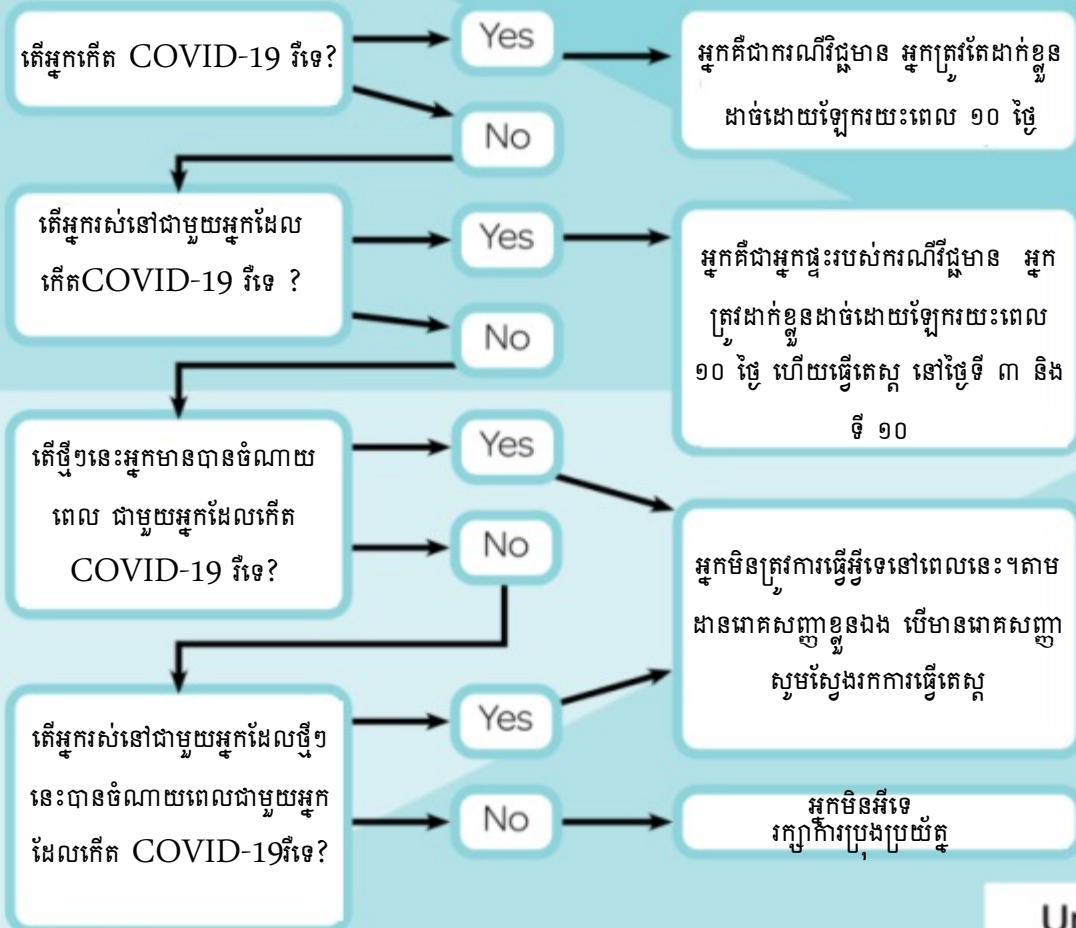 តើអ្នកកើត COVID-19 រឺទេ?
Yes
អ្នកគឺជាករណីវិជ្ជមាន អ្នកត្រូវតែដាក់ខ្លួន
ដាច់ដោយឡែករយះពេល ១០ ថ្ងៃ
No
តើអ្នករស់នៅជាមួយអ្នកដែល
កើតCOVID-19 រឺទេ ?
Yes
អ្នកគឺជាអ្នកផ្ទះរបស់ករណីវីជ្ជមាន អ្នក
ត្រូវដាក់ខ្លួនដាច់ដោយឡែករយះពេល
១០ ថ្ងៃ ហើយធ្វើតេស្ត នៅថ្ងៃទី ៣ និង
ទី ១០
No
តើថ្មីៗនេះអ្នកមានបានចំណាយ
ពេល ជាមួយអ្នកដែលកើត
COVID-19 រឺទេ?
Yes
No
អ្នកមិនត្រូវការធ្វើអ្វីទេនៅពេលនេះ។តាម
ដានរោគសញ្ញាខ្លួនឯង បើមានរោគសញ្ញា
សូមស្វែងរកការធ្វើតេស្ត
តើអ្នករស់នៅជាមួយអ្នកដែលថ្មីៗ
នេះបានចំណាយពេលជាមួយអ្នក
ដែលកើត COVID-19រឺទេ?
Yes
No
អ្នកមិនអីទេ
រក្សាការប្រុងប្រយ័ត្ន